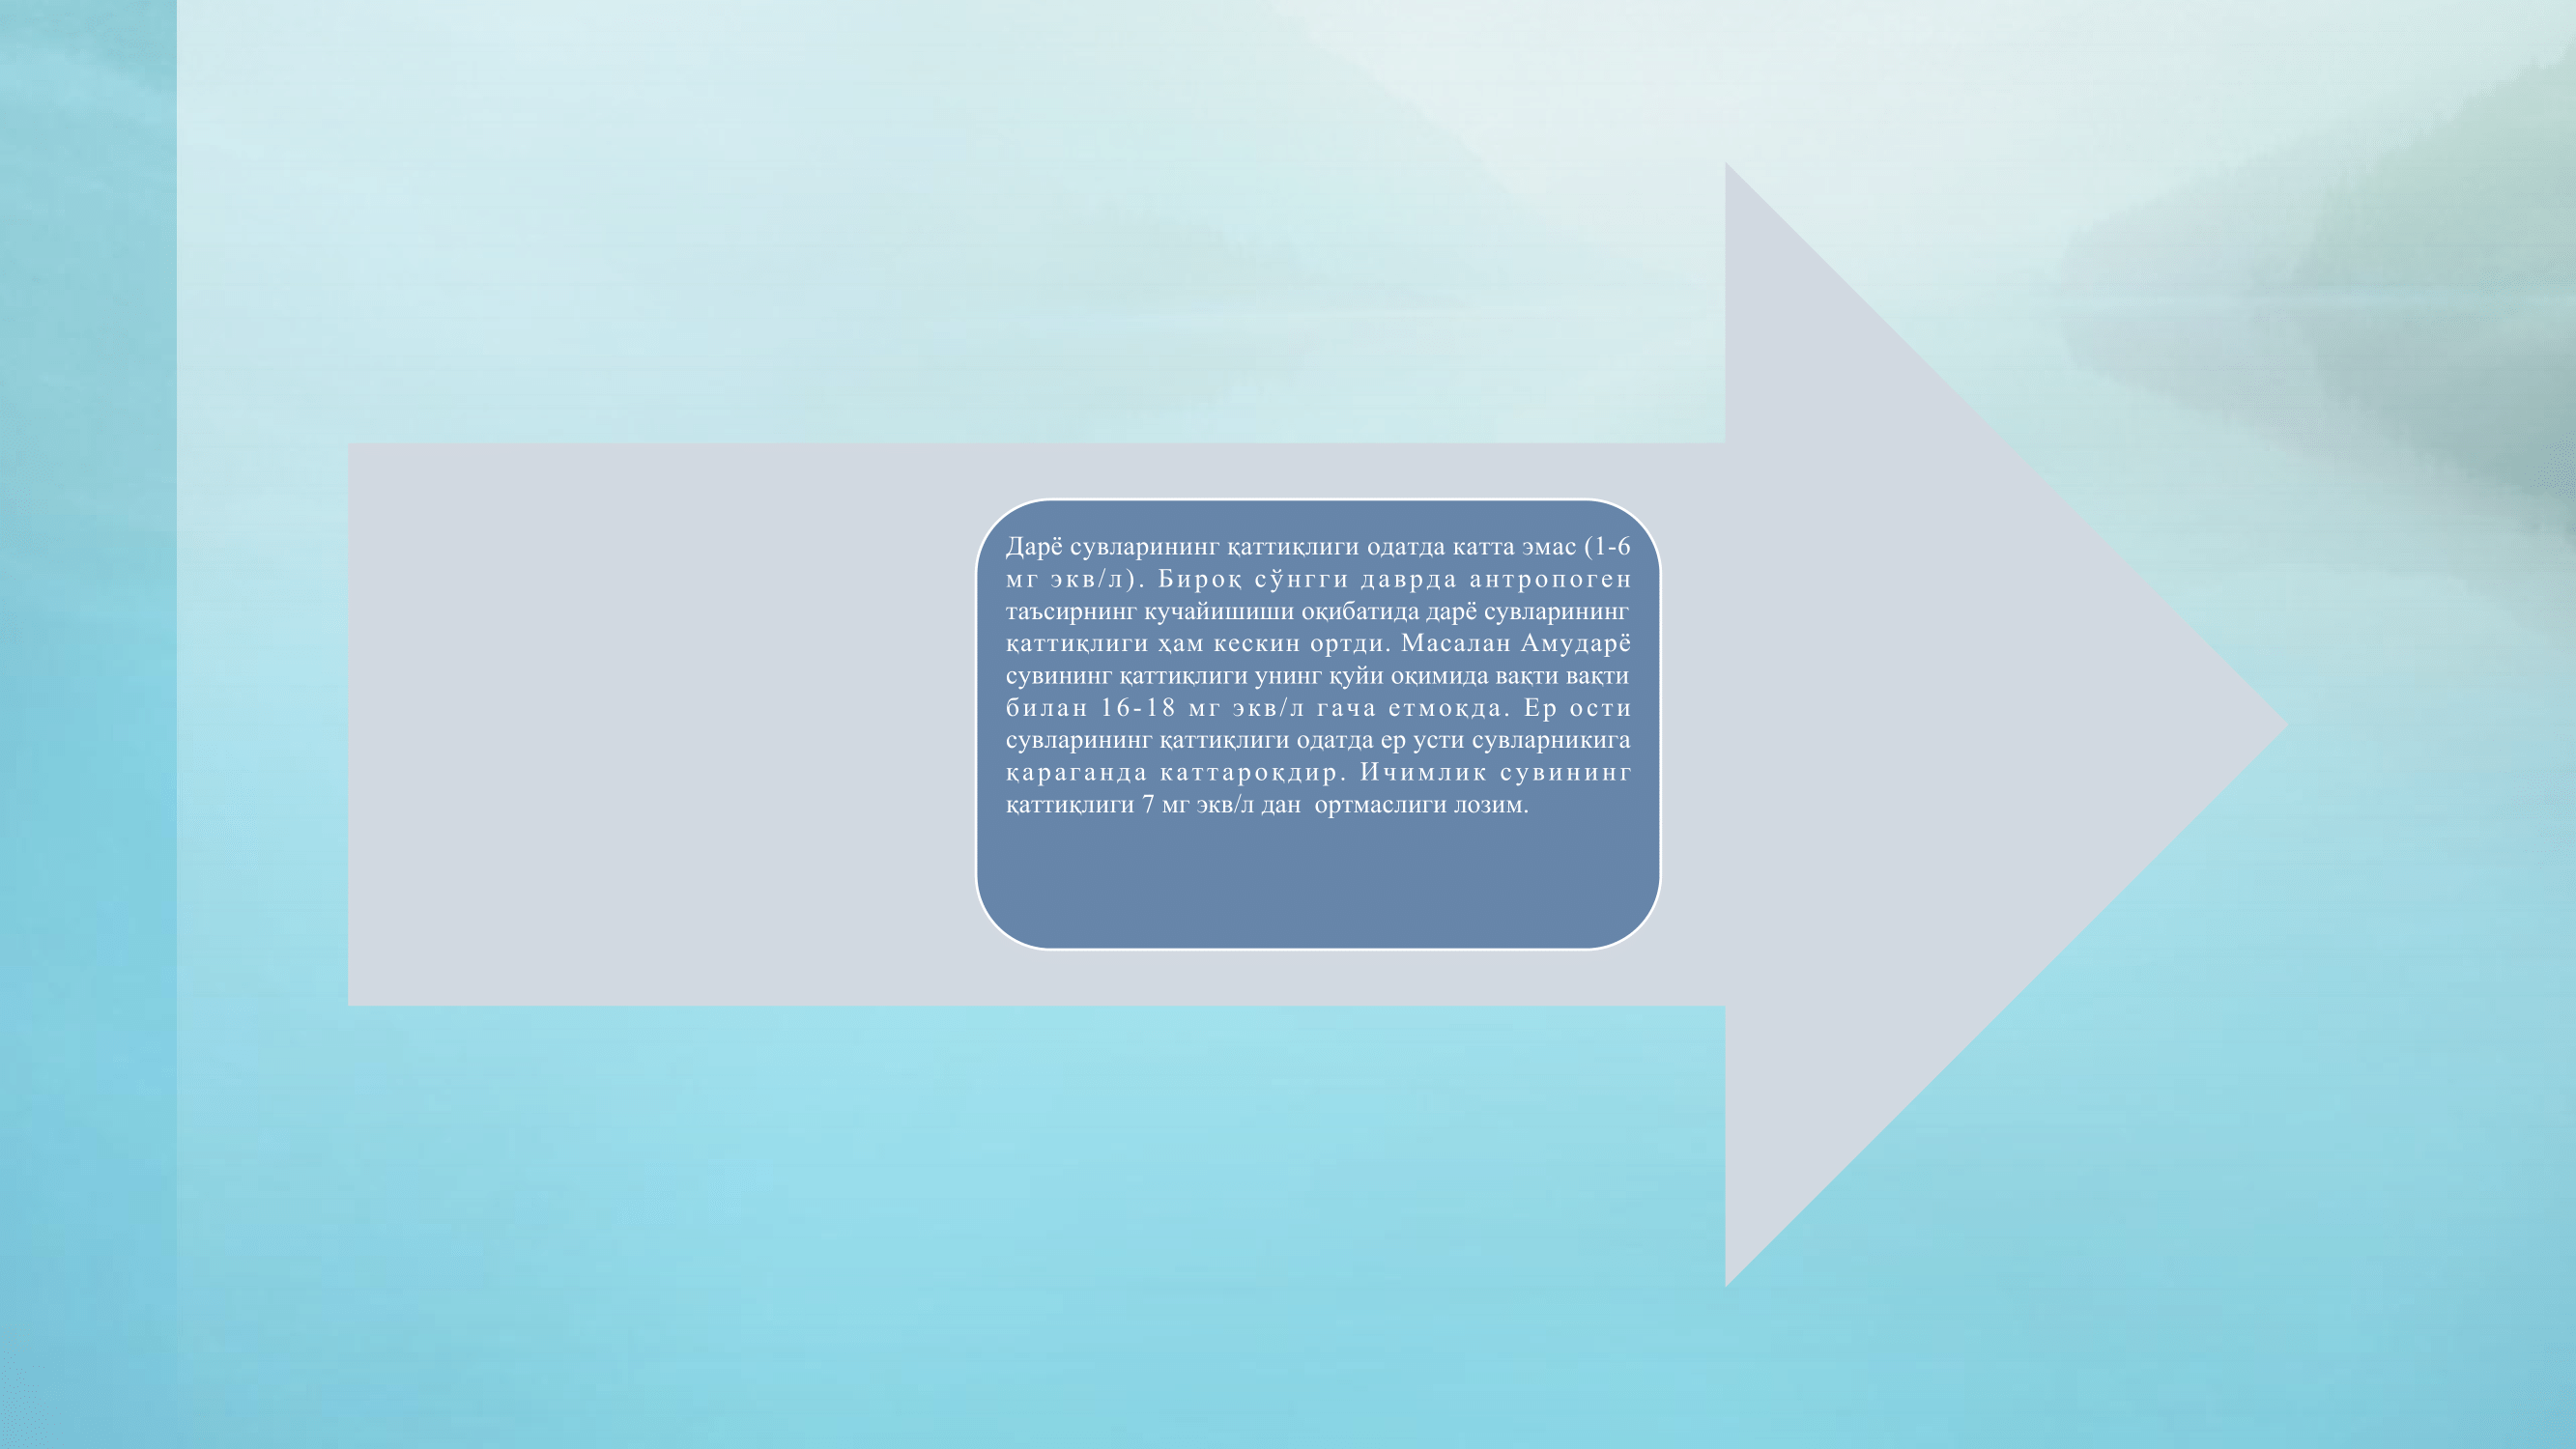 Дарё сувларининг қаттиқлиги одатда катта эмас (1-6
мг экв/л). Бироқ сўнгги даврда антропоген
таъсирнинг кучайишиши оқибатида дарё сувларининг
қаттиқлиги ҳам кескин ортди. Масалан Амударё
сувининг қаттиқлиги унинг қуйи оқимида вақти вақти
билан 16-18 мг экв/л гача етмоқда. Ер ости
сувларининг қаттиқлиги одатда ер усти сувларникига
қараганда каттароқдир. Ичимлик сувининг
қаттиқлиги 7 мг экв/л дан  ортмаслиги лозим.